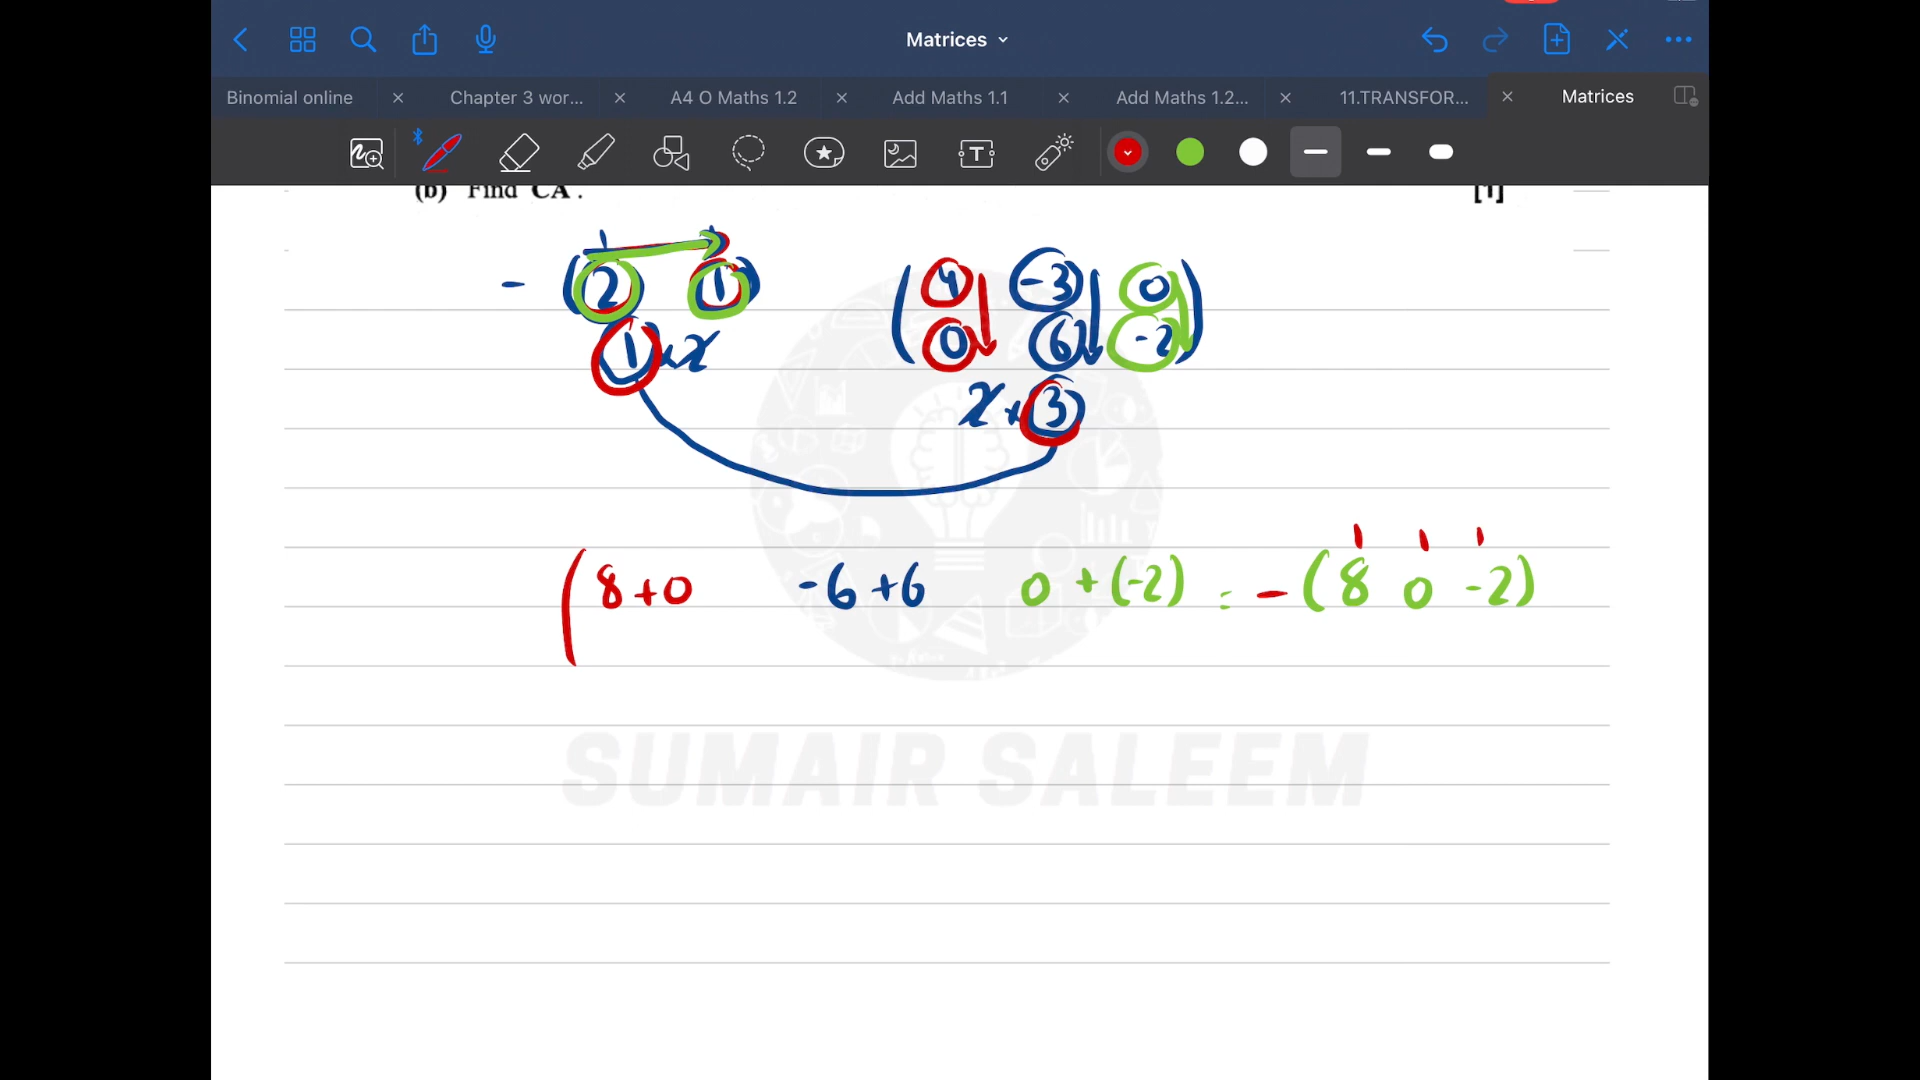 Matrices
Binomial online × Chapter 3 wor... × A4 O Maths 1.2 × Add Maths 1.1 × Add Maths 1.2... × 11.TRANSFOR... × Matrices
(b) Find CA. [1]
- (2 1) (4 -3 0
0 6 -2)
1 × 2 2 × 3
(8+0 -6+6 0+(-2) = -(8 0 -2)
SUMAIR SALEEM